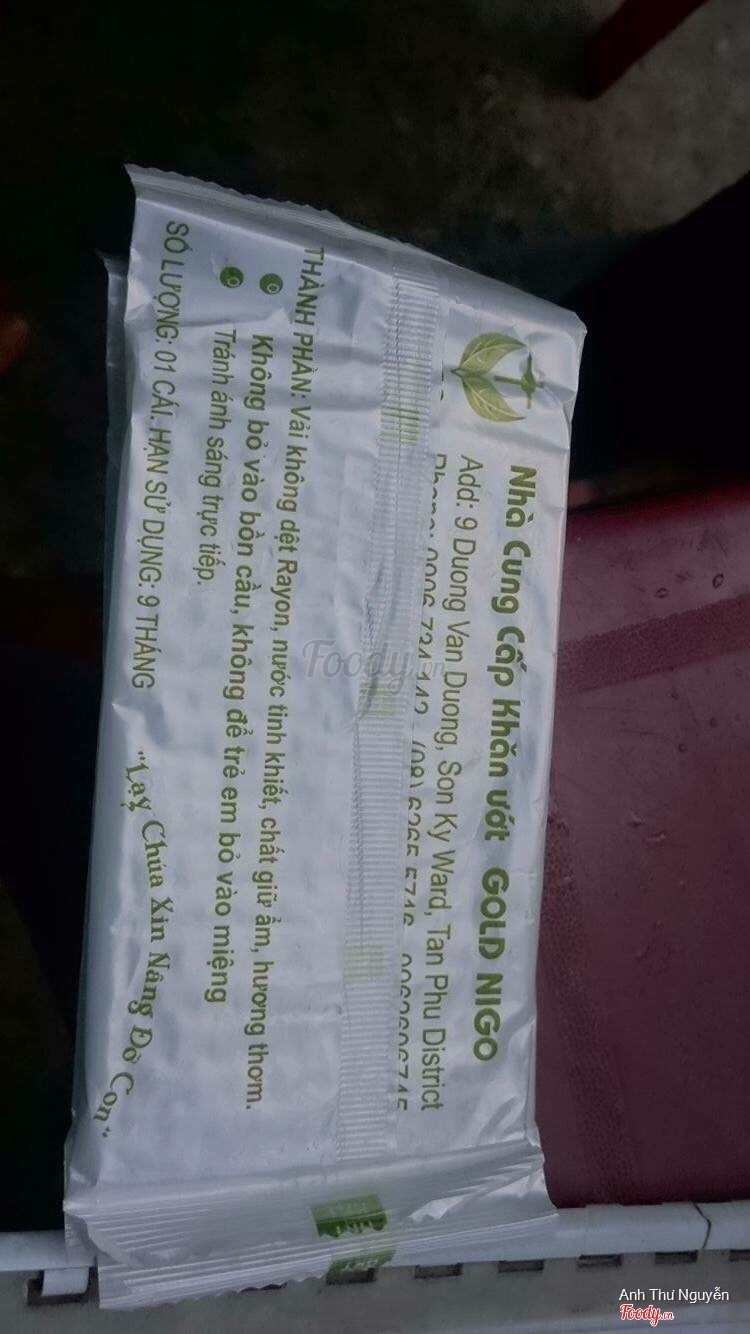 Nhà Cung Cấp Khăn ướt GOLD NIGO
Add: 9 Duong Van Duong, Son Ky Ward, Tan Phu District
THÀNH PHẦN: Vải không dệt Rayon, nước tinh khiết, chất giữ ẩm, hương thơm.
Không bỏ vào bồn cầu, không để trẻ em bỏ vào miệng
Tránh ánh sáng trực tiếp.
SỐ LƯỢNG: 01 CÁI. HẠN SỬ DỤNG: 9 THÁNG
"Lạy Chúa Xin Nâng Đỡ Con"
Foody.vn
Anh Thư Nguyễn
Foody.vn